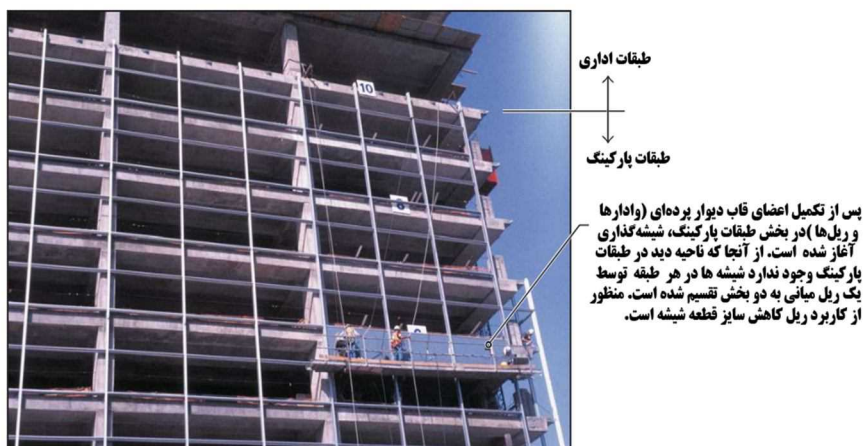 طبقات اداری
10
طبقات پارکینگ
8
پس از تکمیل اعضای قاب دیوار پرده‌ای (وادارها
و ریل‌ها )در بخش طبقات پارکینگ، شیشه‌گذاری
آغاز شده است. از آنجا که ناحیه دید در طبقات
پارکینگ وجود ندارد شیشه ها در هر طبقه توسط
یک ریل میانی به دو بخش تقسیم شده است. منظور
از کاربرد ریل کاهش سایز قطعه شیشه است.